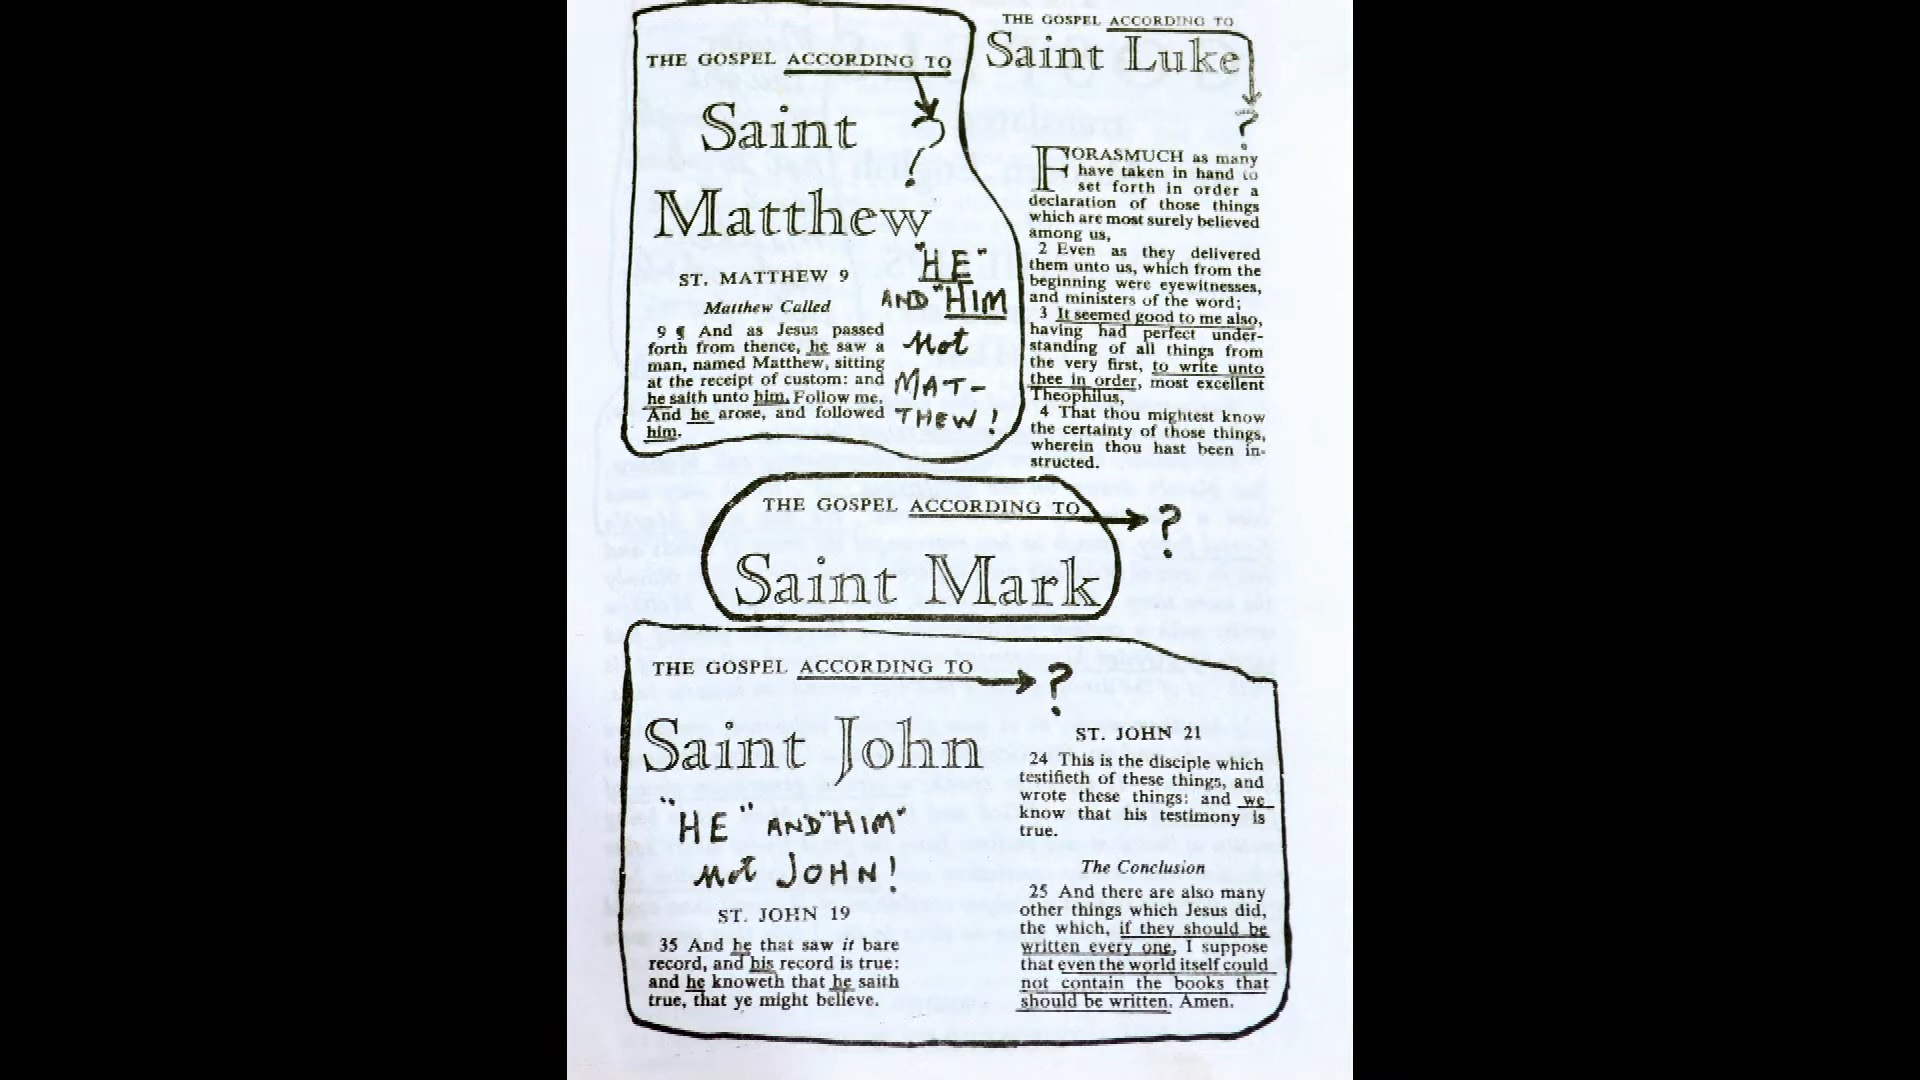 THE GOSPEL ACCORDING TO
Saint
?
Matthew
"HE"
AND "HIM
Not
MAT-
THEW!
ST. MATTHEW 9
Matthew Called
9 ¶ And as Jesus passed
forth from thence, he saw a
man, named Matthew, sitting
at the receipt of custom: and
he saith unto him, Follow me.
And he arose, and followed
him.
THE GOSPEL ACCORDING TO
Saint Luke
?
FORASMUCH as many
have taken in hand to
set forth in order a
declaration of those things
which are most surely believed
among us,
2 Even as they delivered
them unto us, which from the
beginning were eyewitnesses,
and ministers of the word;
3 It seemed good to me also,
having had perfect under-
standing of all things from
the very first, to write unto
thee in order, most excellent
Theophilus,
4 That thou mightest know
the certainty of those things,
wherein thou hast been in-
structed.
THE GOSPEL ACCORDING TO
?
Saint Mark
THE GOSPEL ACCORDING TO
?
Saint John
"HE" AND "HIM"
Not JOHN!
ST. JOHN 19
35 And he that saw it bare
record, and his record is true:
and he knoweth that he saith
true, that ye might believe.
ST. JOHN 21
24 This is the disciple which
testifieth of these things, and
wrote these things: and we
know that his testimony is
true.
The Conclusion
25 And there are also many
other things which Jesus did,
the which, if they should be
written every one, I suppose
that even the world itself could
not contain the books that
should be written. Amen.